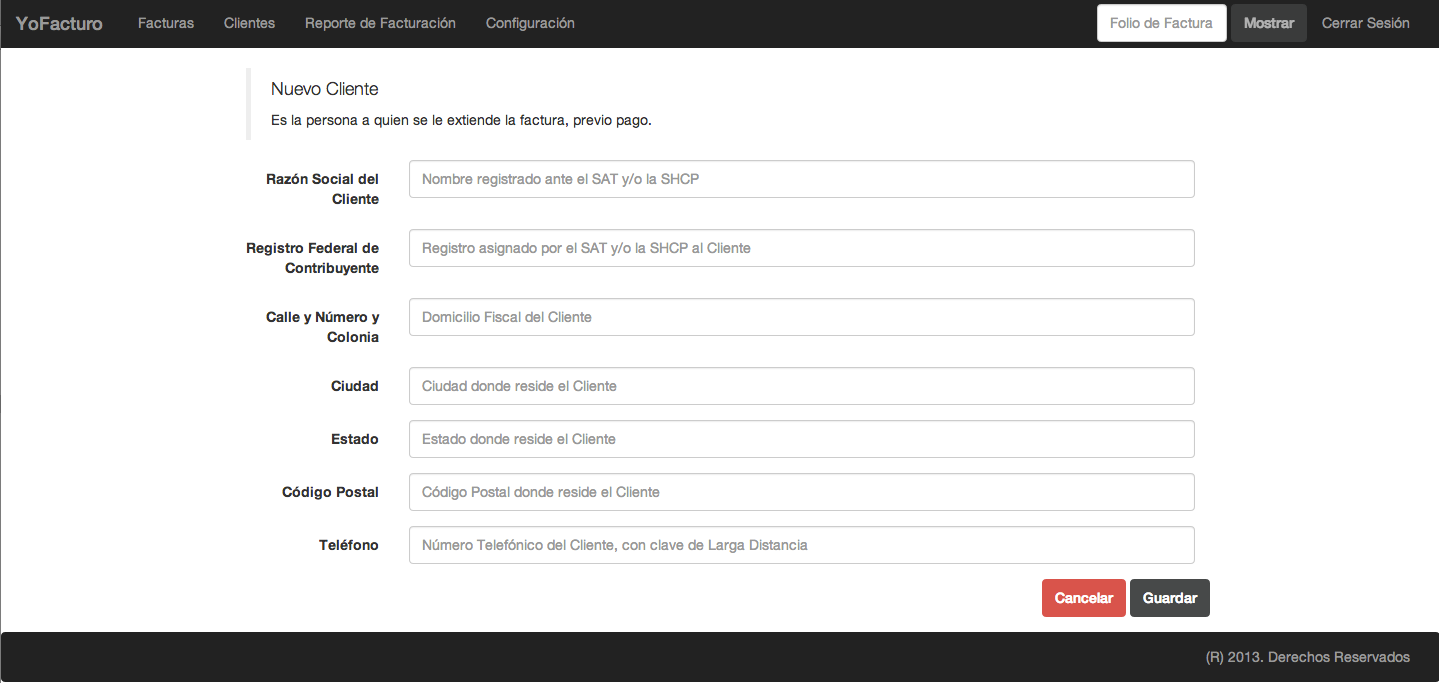 YoFacturo Facturas Clientes Reporte de Facturación Configuración Folio de Factura Mostrar Cerrar Sesión
Nuevo Cliente
Es la persona a quien se le extiende la factura, previo pago.
Razón Social del
Cliente
Nombre registrado ante el SAT y/o la SHCP
Registro Federal de
Contribuyente
Registro asignado por el SAT y/o la SHCP al Cliente
Calle y Número y
Colonia
Domicilio Fiscal del Cliente
Ciudad
Ciudad donde reside el Cliente
Estado
Estado donde reside el Cliente
Código Postal
Código Postal donde reside el Cliente
Teléfono
Número Telefónico del Cliente, con clave de Larga Distancia
Cancelar Guardar
(R) 2013. Derechos Reservados